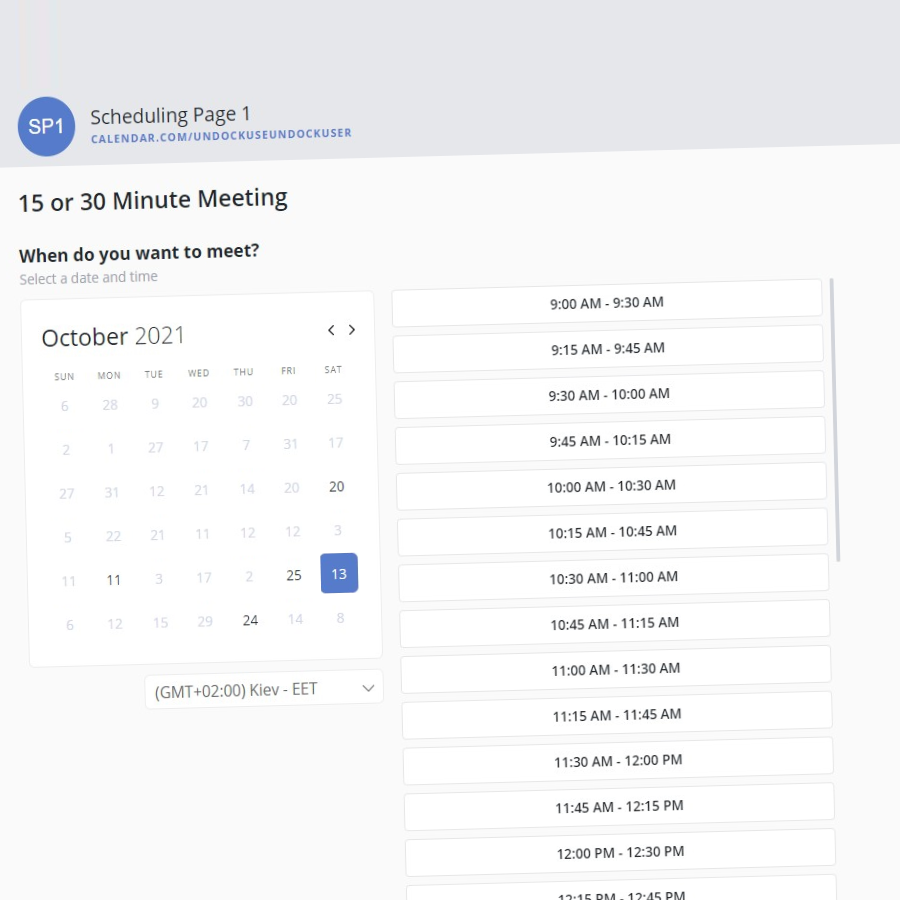 SP1
Scheduling Page 1
CALENDAR.COM/UNDOCKUSEUNDOCKUSER
15 or 30 Minute Meeting
When do you want to meet?
Select a date and time
October 2021
SUN MON TUE WED THU FRI SAT
6 28 9 20 30 20 25
2 1 27 17 7 31 17
27 31 12 21 14 20 20
5 22 21 11 12 12 3
11 11 3 17 2 25 13
6 12 15 29 24 14 8
(GMT+02:00) Kiev - EET
9:00 AM - 9:30 AM
9:15 AM - 9:45 AM
9:30 AM - 10:00 AM
9:45 AM - 10:15 AM
10:00 AM - 10:30 AM
10:15 AM - 10:45 AM
10:30 AM - 11:00 AM
10:45 AM - 11:15 AM
11:00 AM - 11:30 AM
11:15 AM - 11:45 AM
11:30 AM - 12:00 PM
11:45 AM - 12:15 PM
12:00 PM - 12:30 PM
12:15 PM - 12:45 PM